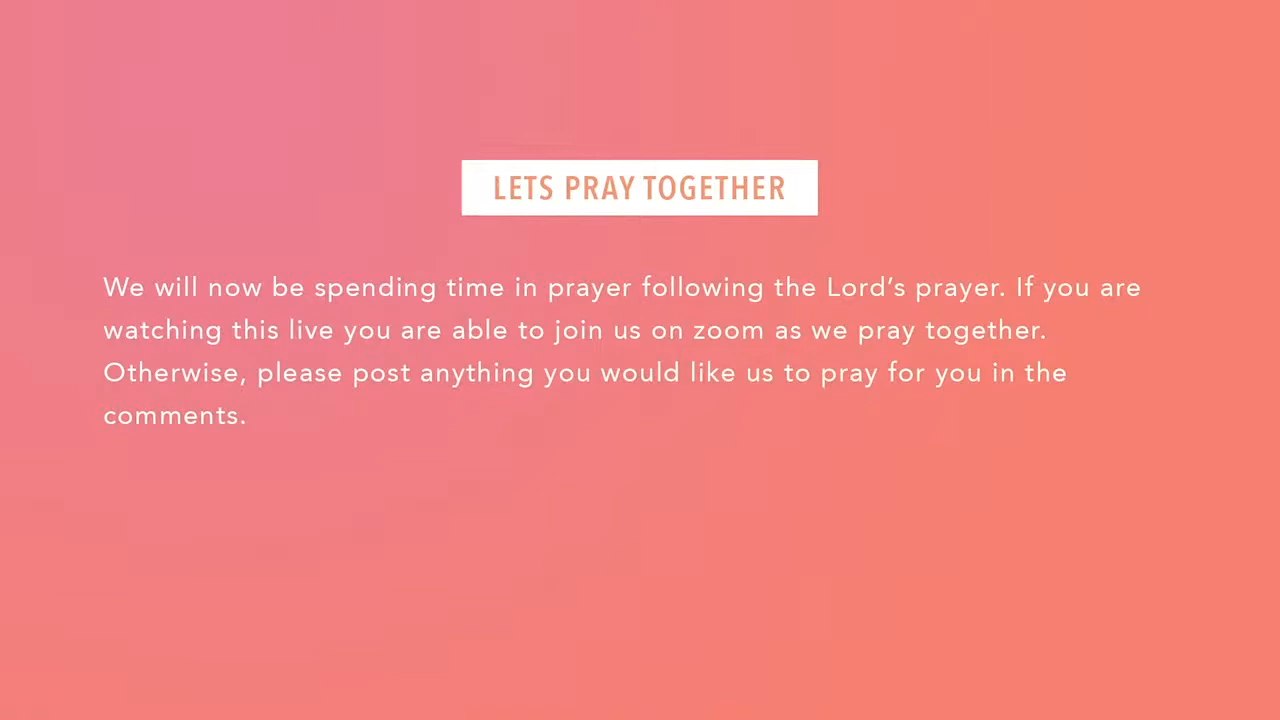 LETS PRAY TOGETHER
We will now be spending time in prayer following the Lord’s prayer. If you are
watching this live you are able to join us on zoom as we pray together.
Otherwise, please post anything you would like us to pray for you in the
comments.